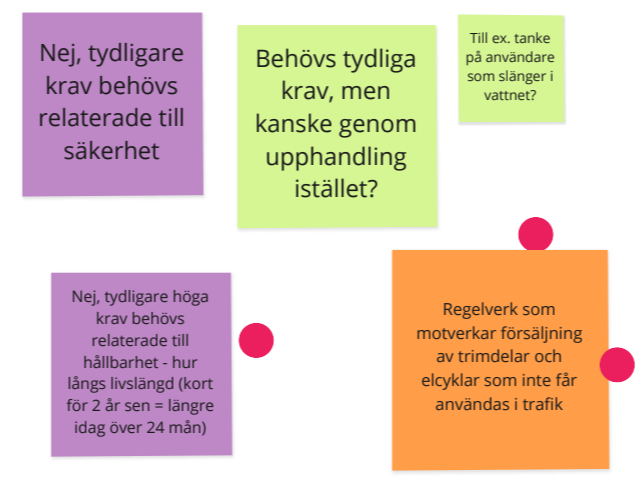 Nej, tydligare
krav behövs
relaterade till
säkerhet
Behövs tydliga
krav, men
kanske genom
upphandling
istället?
Till ex. tanke
på användare
som slänger i
vattnet?
Nej, tydligare höga
krav behövs
relaterade till
hållbarhet - hur
långs livslängd (kort
för 2 år sen = längre
idag över 24 mån)
Regelverk som
motverkar försäljning
av trimdelar och
elcyklar som inte får
användas i trafik